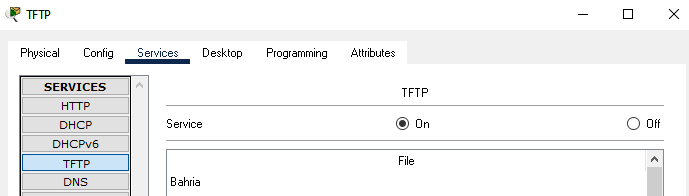 TFTP
Physical Config Services Desktop Programming Attributes
SERVICES
HTTP
DHCP
DHCPv6
TFTP
DNS
TFTP
Service On Off
File
Bahria